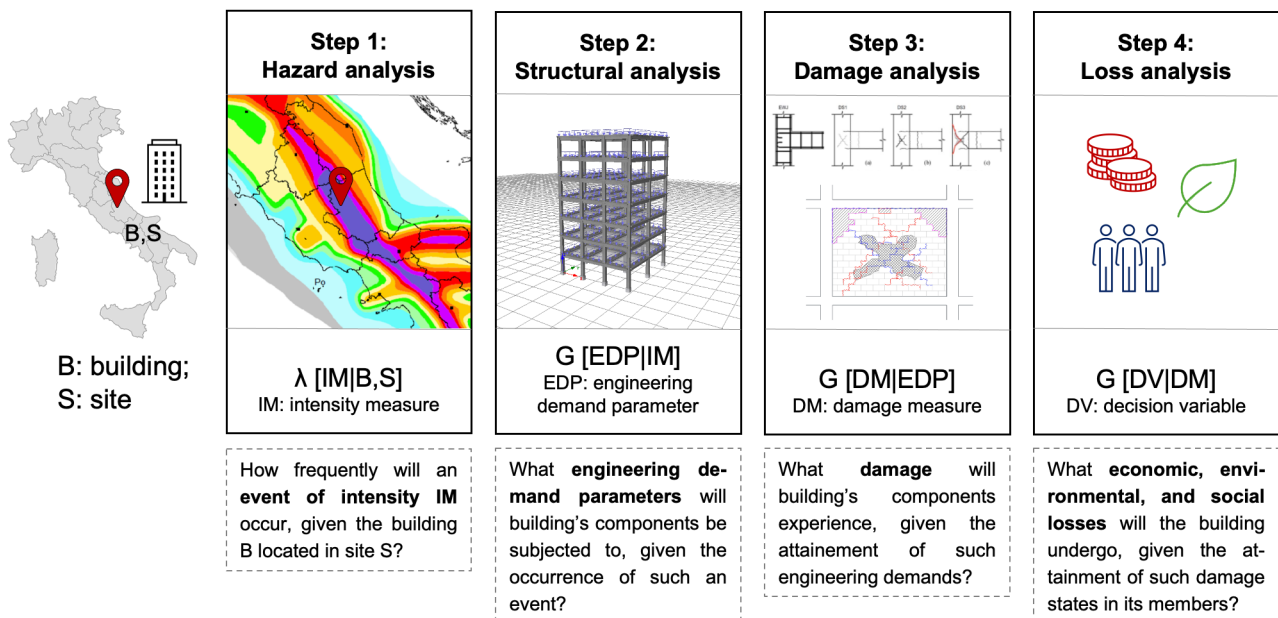 B,S
B: building;
S: site
Step 1:
Hazard analysis
λ [IM|B,S]
IM: intensity measure
How frequently will an
event of intensity IM
occur, given the building
B located in site S?
Step 2:
Structural analysis
G [EDP|IM]
EDP: engineering
demand parameter
What engineering de-
mand parameters will
building's components be
subjected to, given the
occurrence of such an
event?
Step 3:
Damage analysis
EWJ
DS1
DS2
DS3
(a)
(b)
(c)
G [DM|EDP]
DM: damage measure
What damage will
building's components
experience, given the
attainement of such
engineering demands?
Step 4:
Loss analysis
G [DV|DM]
DV: decision variable
What economic, envi-
ronmental, and social
losses will the building
undergo, given the at-
tainment of such damage
states in its members?